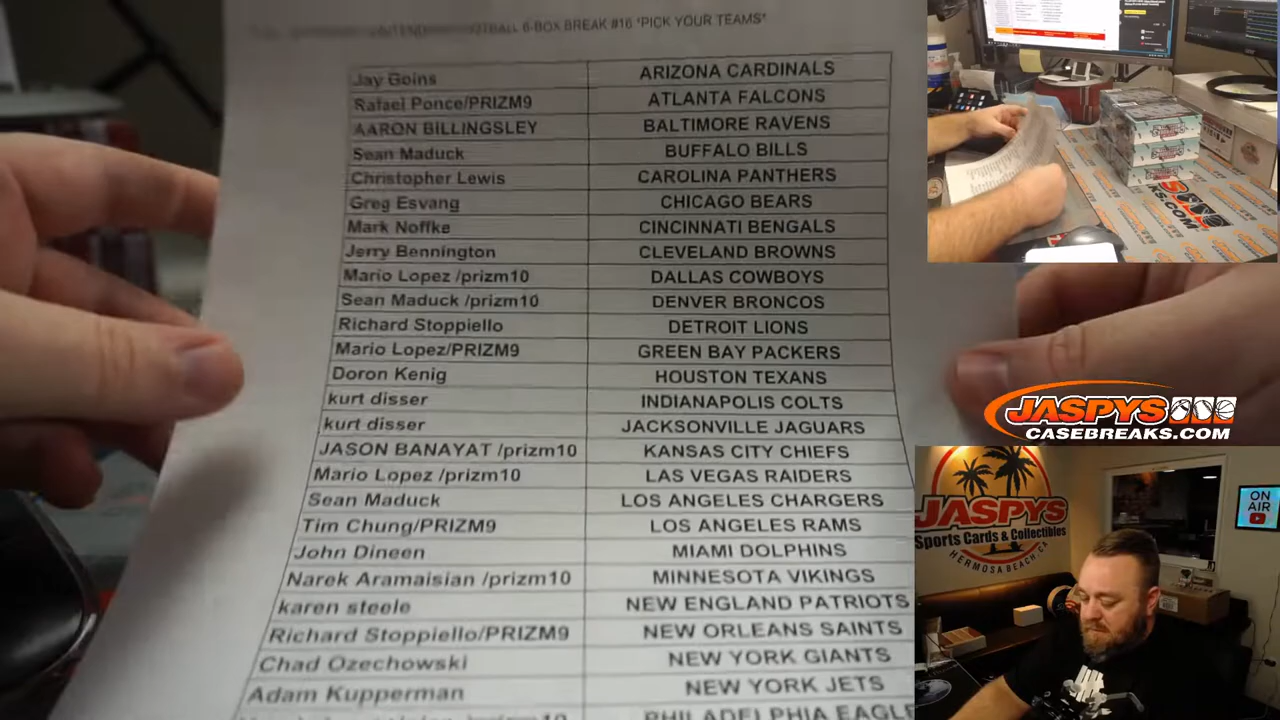 FOOTBALL 6-BOX BREAK #16 *PICK YOUR TEAMS*
Jay Goins ARIZONA CARDINALS
Rafael Ponce/PRIZM9 ATLANTA FALCONS
AARON BILLINGSLEY BALTIMORE RAVENS
Sean Maduck BUFFALO BILLS
Christopher Lewis CAROLINA PANTHERS
Greg Esvang CHICAGO BEARS
Mark Noffke CINCINNATI BENGALS
Jerry Bennington CLEVELAND BROWNS
Mario Lopez /prizm10 DALLAS COWBOYS
Sean Maduck /prizm10 DENVER BRONCOS
Richard Stoppiello DETROIT LIONS
Mario Lopez/PRIZM9 GREEN BAY PACKERS
Doron Kenig HOUSTON TEXANS
kurt disser INDIANAPOLIS COLTS
kurt disser JACKSONVILLE JAGUARS
JASON BANAYAT /prizm10 KANSAS CITY CHIEFS
Mario Lopez /prizm10 LAS VEGAS RAIDERS
Sean Maduck LOS ANGELES CHARGERS
Tim Chung/PRIZM9 LOS ANGELES RAMS
John Dineen MIAMI DOLPHINS
Narek Aramaisian /prizm10 MINNESOTA VIKINGS
karen steele NEW ENGLAND PATRIOTS
Richard Stoppiello/PRIZM9 NEW ORLEANS SAINTS
Chad Ozechowski NEW YORK GIANTS
Adam Kupperman NEW YORK JETS
PHILADELPHIA EAGLE
JASPYS
CASEBREAKS.COM
JASPYS
Sports Cards & Collectibles
HERMOSA BEACH, CA
ON
AIR